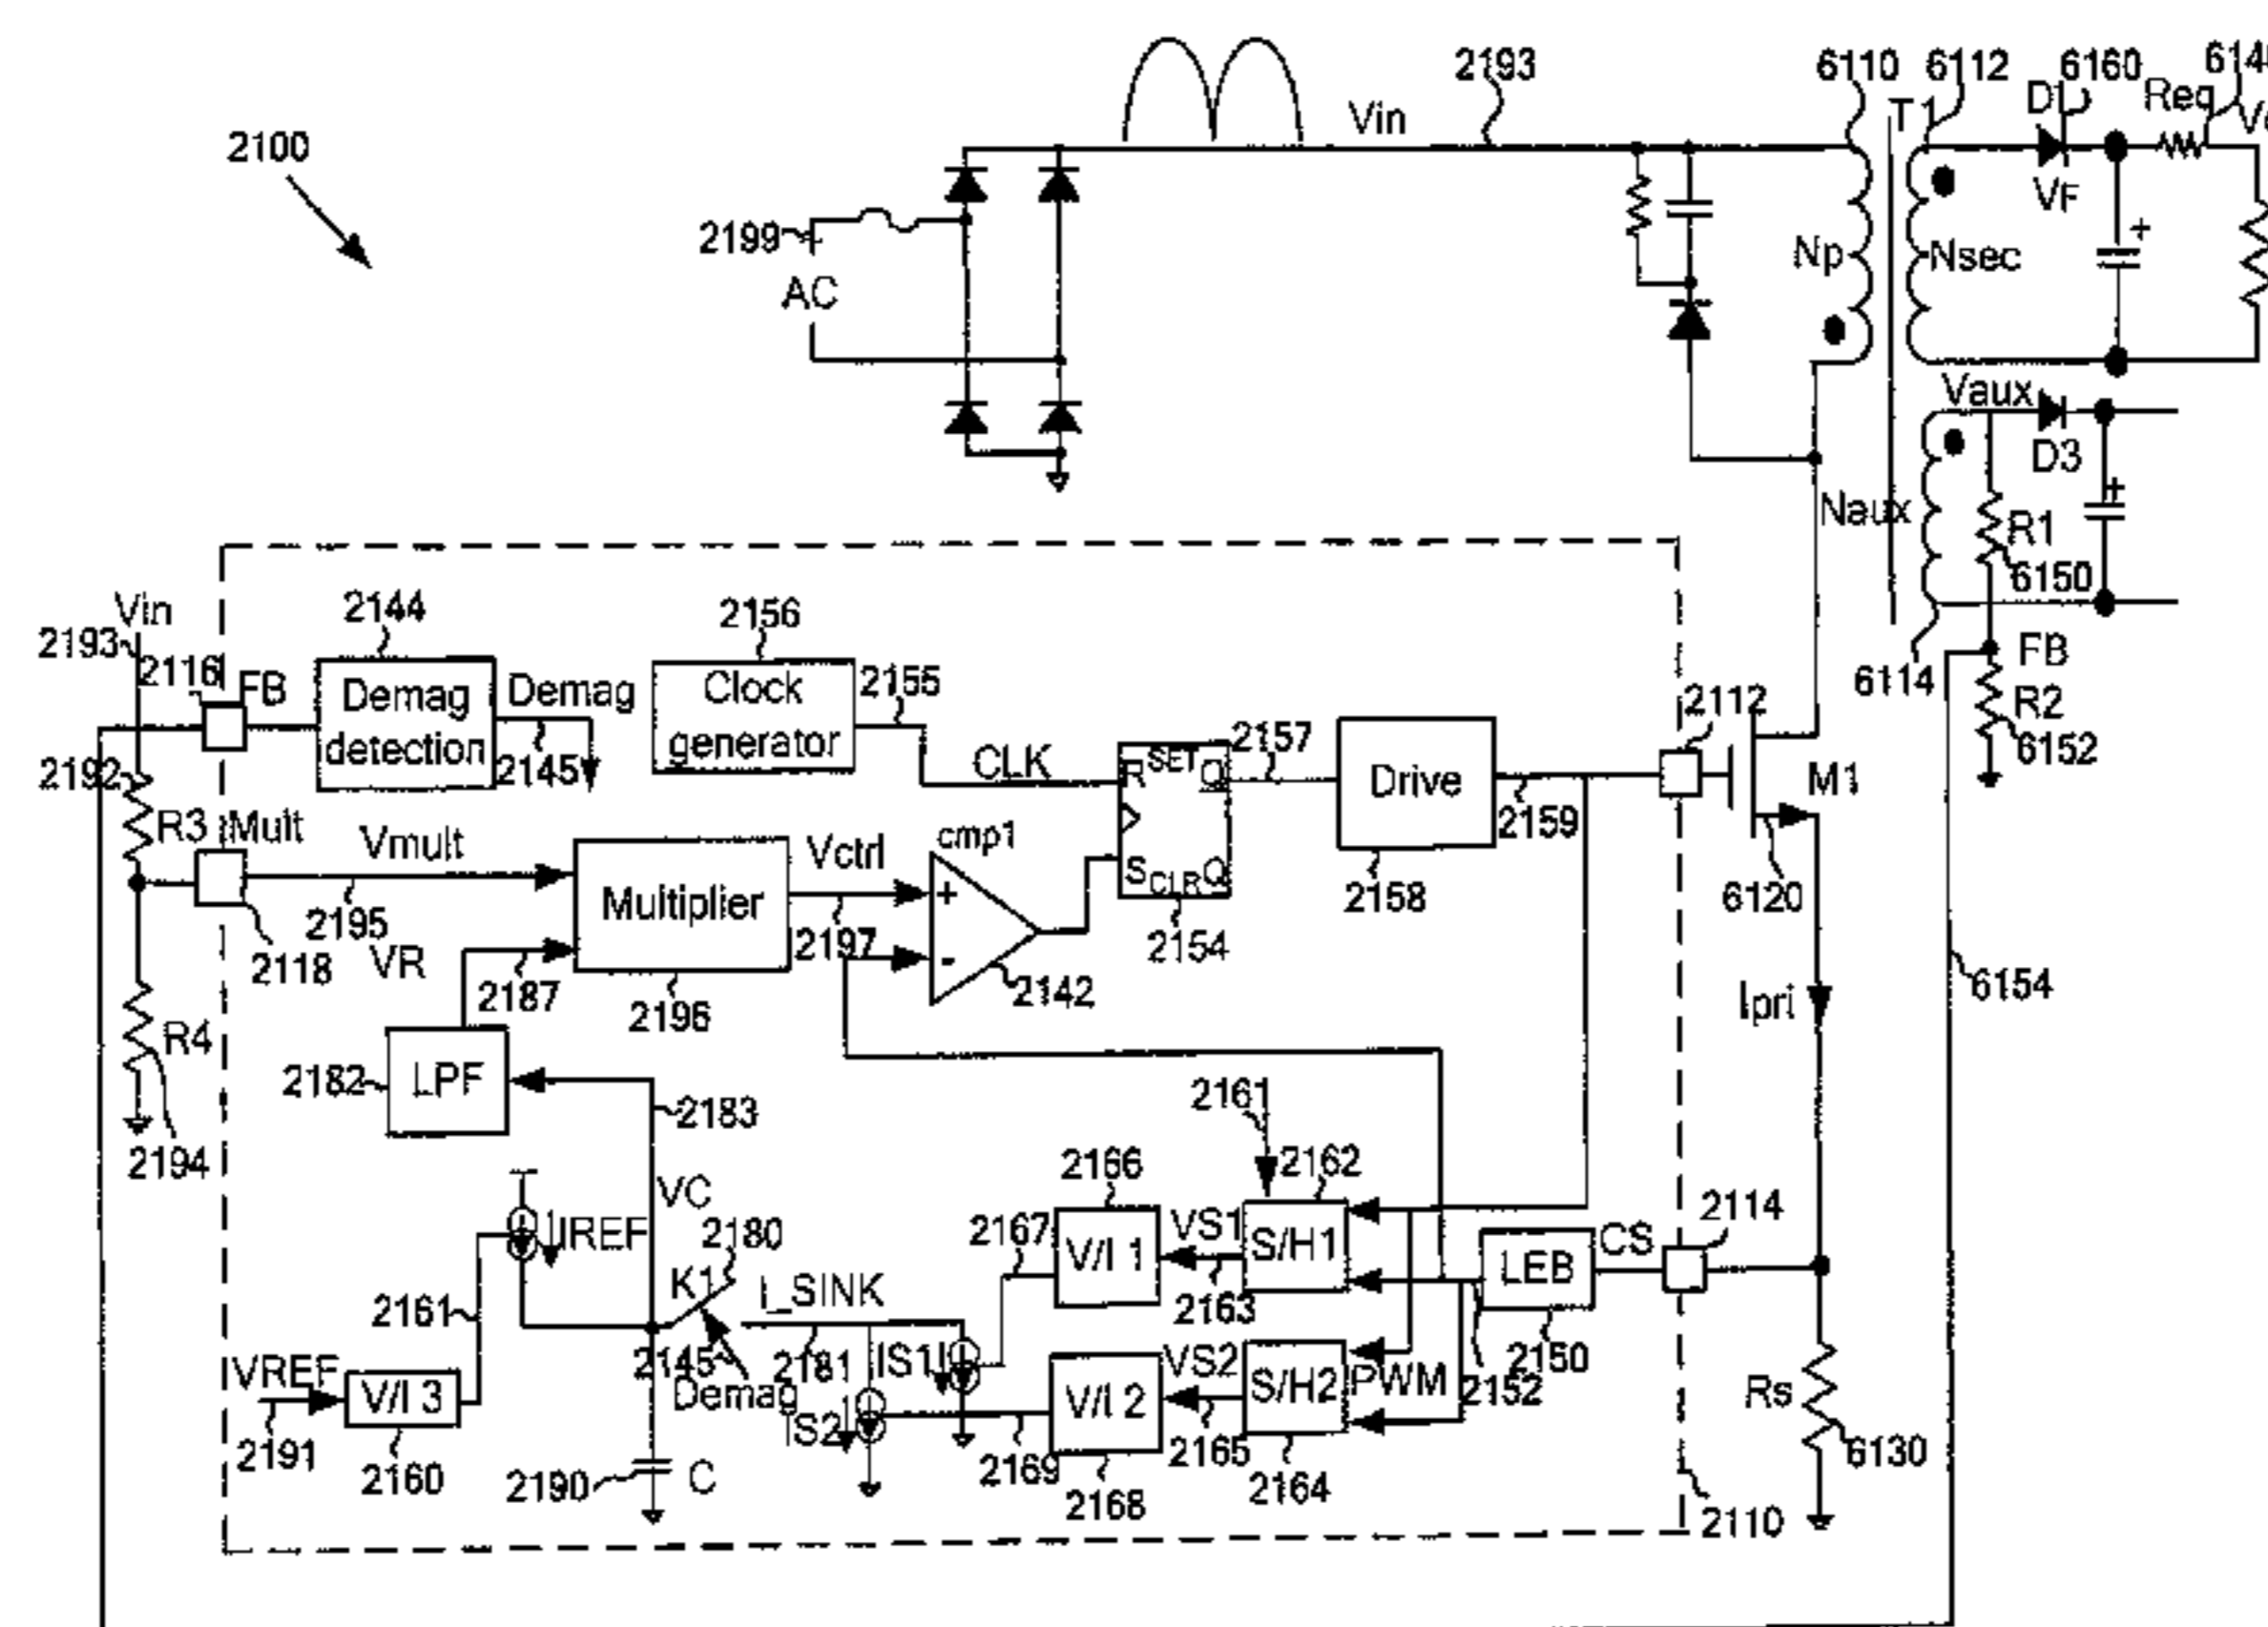 2100
2199
AC
Vin
2193
6110
6112
T1
D1
6160
Req
VF
Np
Nsec
Vaux
D3
Naux
R1
6150
6114
FB
R2
6152
6154
Vin
2193
2116
FB
2144
Demag
detection
Demag
2145
2156
Clock
generator
2155
CLK
R
SET
Q
S
CLR
Q
2154
2157
Drive
2158
2159
2112
M1
6120
Ipri
2192
R3
Mult
Vmult
2195
2118
Multiplier
2196
Vctrl
2197
cmp1
+
-
2142
VR
2187
R4
2194
2182
LPF
2183
VC
IREF
2161
VREF
2191
V/I 3
2160
K1
2180
I_SINK
2145
Demag
2181
2190
C
IS1
IS2
2166
2167
V/I 1
VS1
2163
2161
2162
S/H1
V/I 2
2169
2168
VS2
2165
S/H2
2164
PWM
2152
LEB
2150
CS
2114
Rs
6130
2110